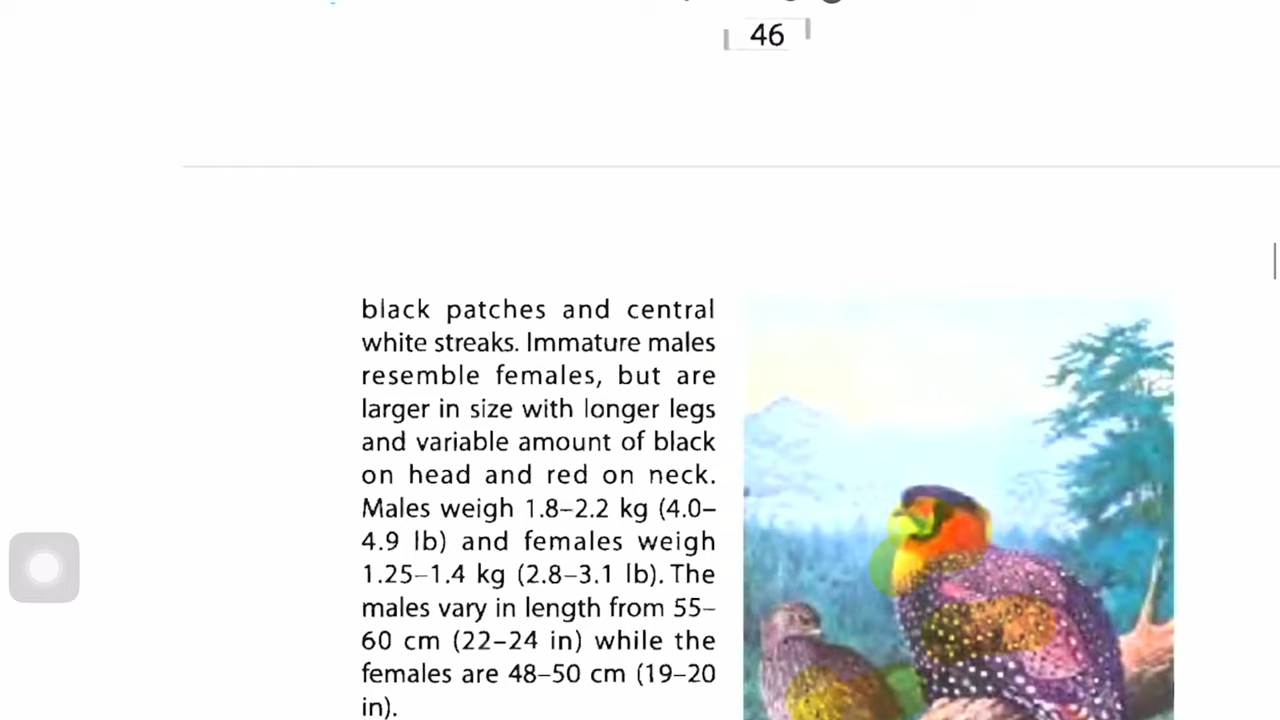 46
black patches and central
white streaks. Immature males
resemble females, but are
larger in size with longer legs
and variable amount of black
on head and red on neck.
Males weigh 1.8–2.2 kg (4.0–
4.9 lb) and females weigh
1.25–1.4 kg (2.8–3.1 lb). The
males vary in length from 55–
60 cm (22–24 in) while the
females are 48–50 cm (19–20
in).